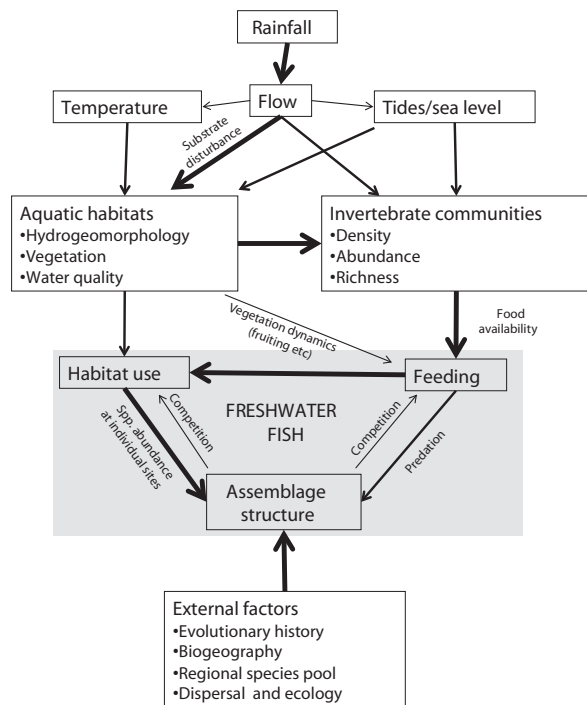 Rainfall
Temperature
Flow
Tides/sea level
Substrate
disturbance
Aquatic habitats
•Hydrogeomorphology
•Vegetation
•Water quality
Invertebrate communities
•Density
•Abundance
•Richness
Vegetation dynamics
(fruiting etc)
Food
availability
Habitat use
Feeding
Spp. abundance
at individual sites
Competition
FRESHWATER
FISH
Competition
Predation
Assemblage
structure
External factors
•Evolutionary history
•Biogeography
•Regional species pool
•Dispersal and ecology